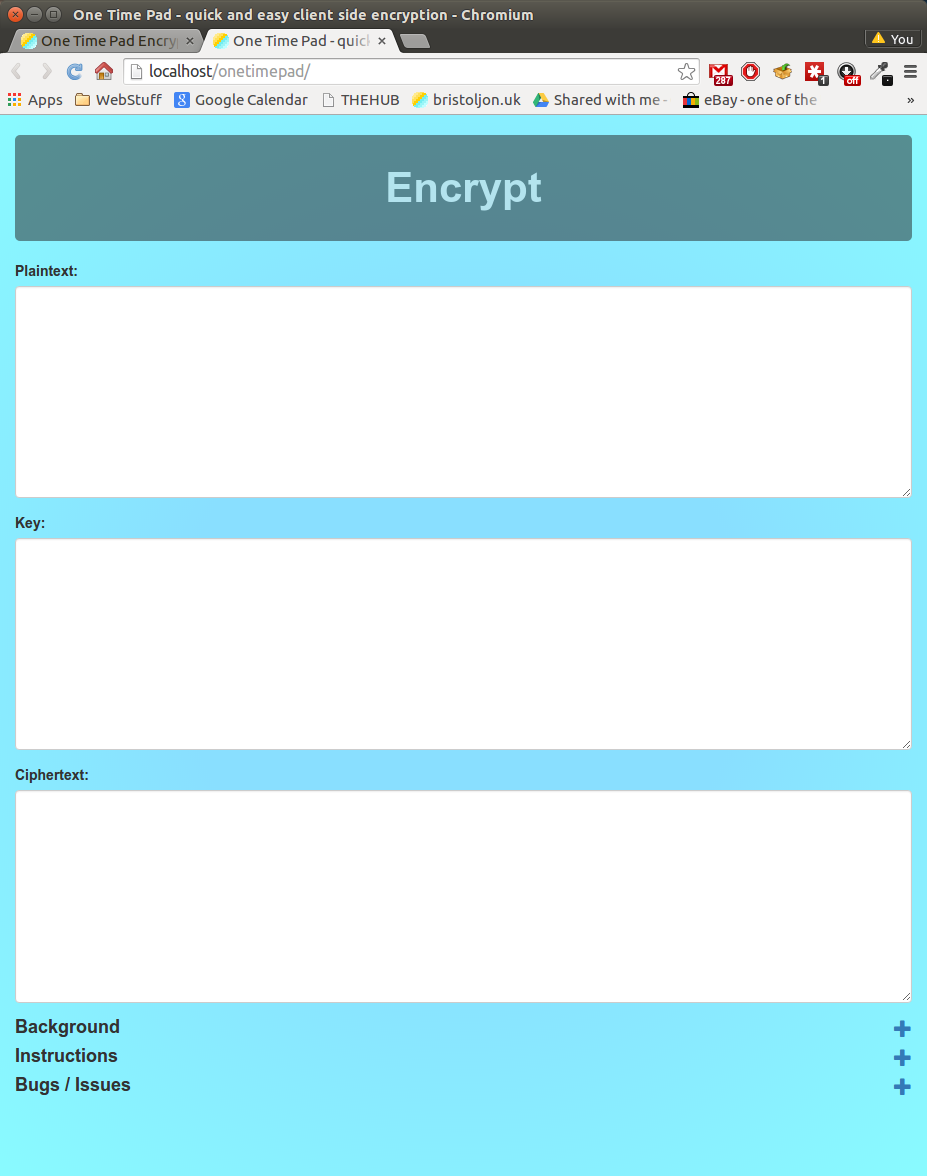 One Time Pad - quick and easy client side encryption - Chromium
One Time Pad Encry
One Time Pad - quick
You
localhost/onetimepad/
287
1
off
Apps
WebStuff
Google Calendar
THEHUB
bristoljon.uk
Shared with me -
eBay - one of the
»
Encrypt
Plaintext:
Key:
Ciphertext:
Background
Instructions
Bugs / Issues